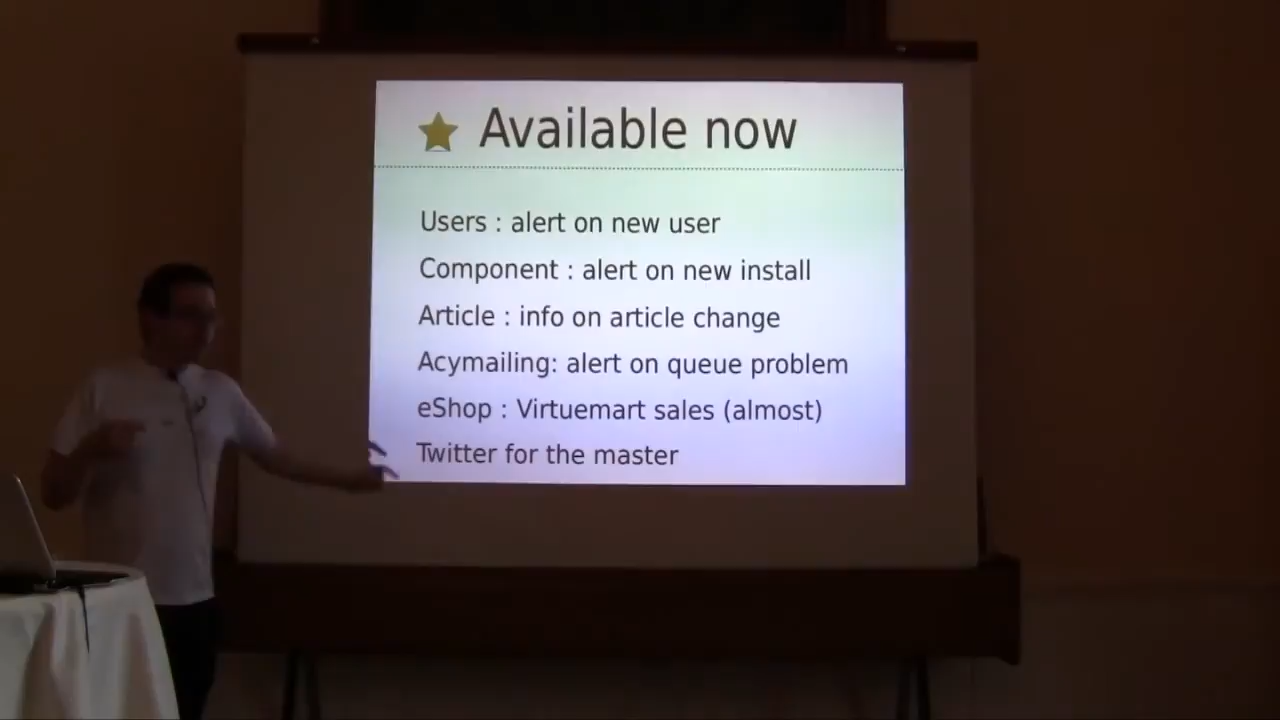 Available now
Users : alert on new user
Component : alert on new install
Article : info on article change
Acymailing: alert on queue problem
eShop : Virtuemart sales (almost)
Twitter for the master